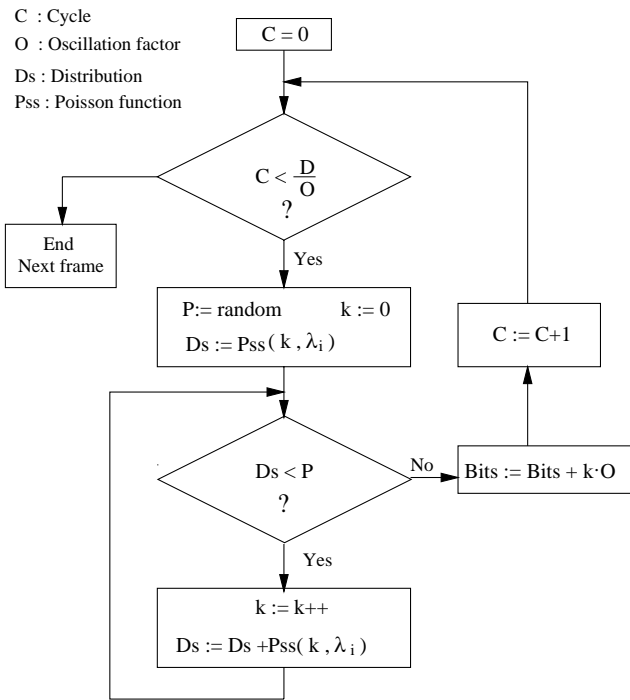 C : Cycle
O : Oscillation factor
Ds : Distribution
Pss : Poisson function
C = 0
C < D/O
?
End
Next frame
Yes
P:= random k := 0
Ds := Pss( k , λi )
C := C+1
Ds < P
?
No
Bits := Bits + k·O
Yes
k := k++
Ds := Ds +Pss( k , λi )